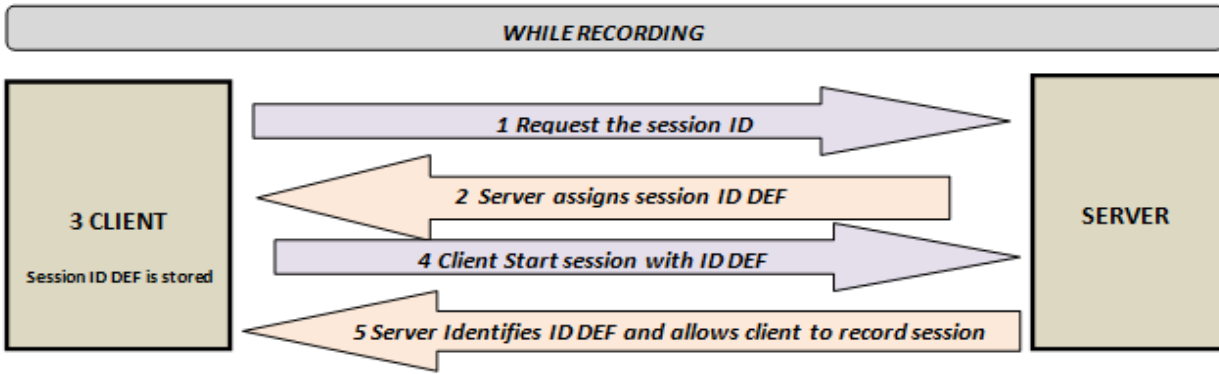 WHILE RECORDING
1 Request the session ID
2 Server assigns session ID DEF
3 CLIENT
Session ID DEF is stored
SERVER
4 Client Start session with ID DEF
5 Server Identifies ID DEF and allows client to record session